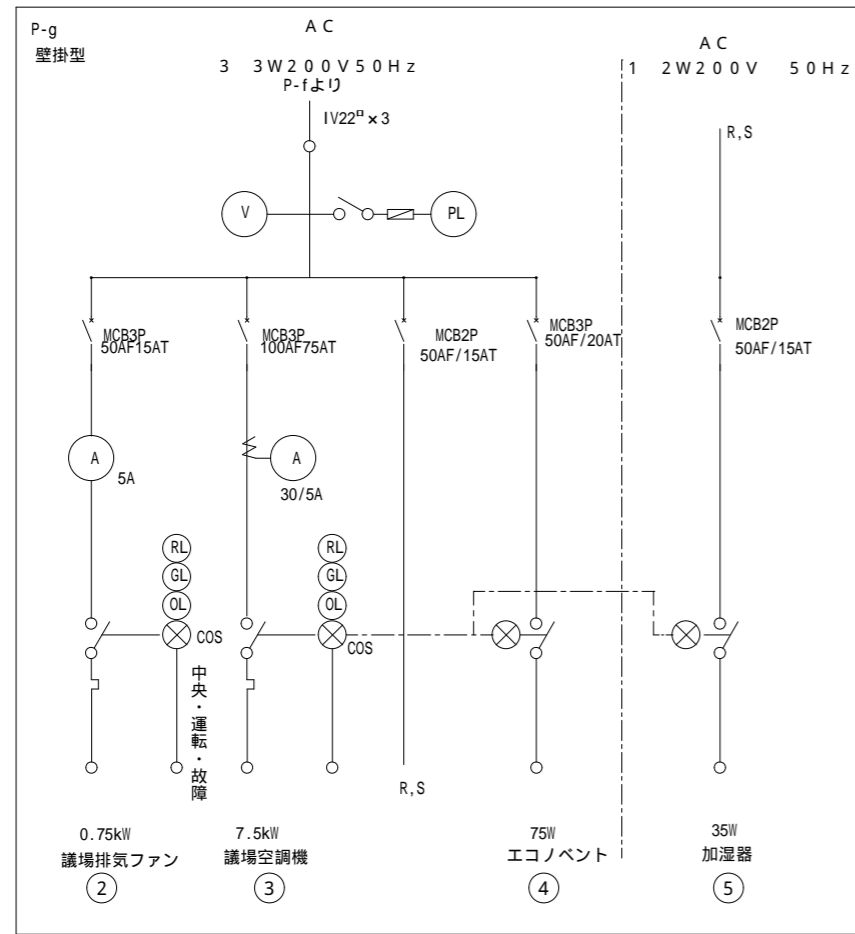 P-g
壁掛型
AC
3 3W200V50Hz
P-fより
IV22□×3
AC
1 2W200V 50Hz
R,S
V
PL
MCB3P
50AF15AT
MCB3P
100AF75AT
MCB2P
50AF/15AT
MCB3P
50AF/20AT
MCB2P
50AF/15AT
A
5A
A
30/5A
RL
GL
OL
COS
RL
GL
OL
COS
中央・運転・故障
R,S
0.75kW
議場排気ファン
②
7.5kW
議場空調機
③
75W
エコノベント
④
35W
加湿器
⑤